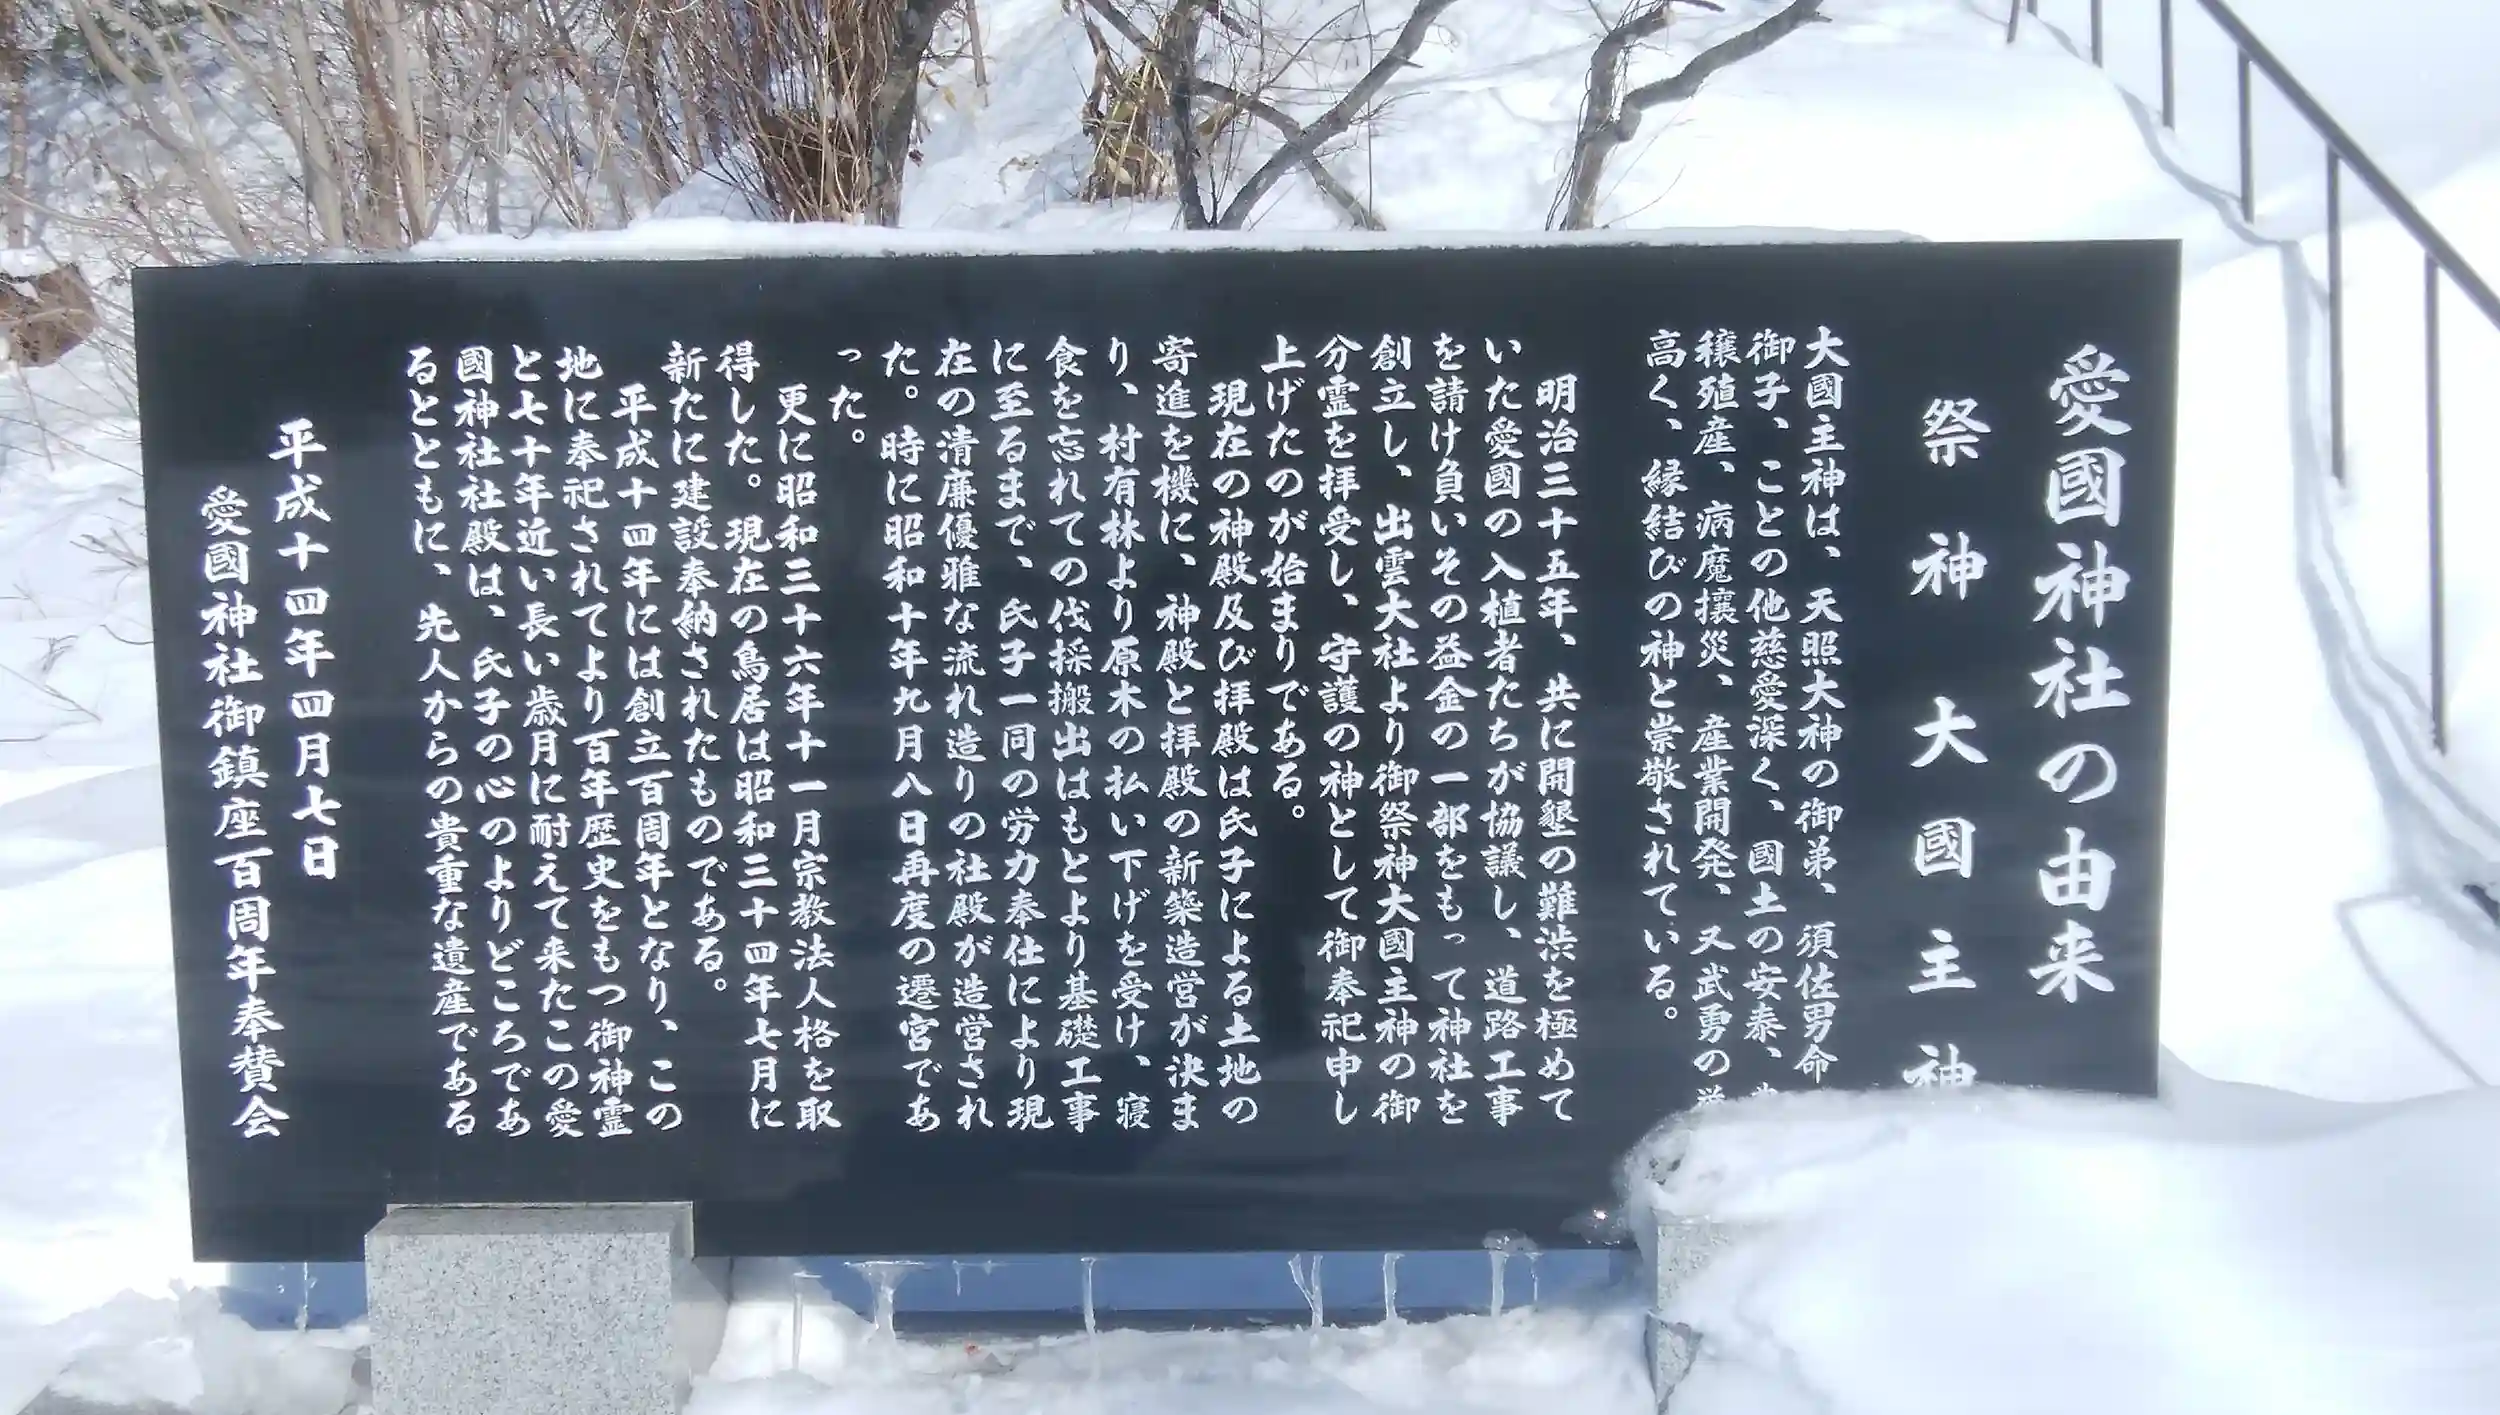 愛國神社の由来
祭神 大國主神
大國主神は、天照大神の御弟、須佐男命
御子、ことの他慈愛深く、國土の安泰、
穣殖産、病魔攘災、産業開発、又武勇の
高く、縁結びの神と崇敬されている。
明治三十五年、共に開墾の難渋を極めて
いた愛國の入植者たちが協議し、道路工事
を請け負いその益金の一部をもって神社を
創立し、出雲大社より御祭神大國主神の御
分霊を拝受し、守護の神として御奉祀申し
上げたのが始まりである。
現在の神殿及び拝殿は氏子による土地の
寄進を機に、神殿と拝殿の新築造営が決ま
り、村有林より原木の払い下げを受け、寝
食を忘れての伐採搬出はもとより基礎工事
に至るまで、氏子一同の労力奉仕により現
在の清廉優雅な流れ造りの社殿が造営され
た。時に昭和十年九月八日再度の遷宮であ
った。
更に昭和三十六年十一月宗教法人格を取
得した。現在の鳥居は昭和三十四年七月に
新たに建設奉納されたものである。
平成十四年には創立百周年となり、この
地に奉祀されてより百年歴史をもつ御神霊
と七十年近い長い歳月に耐えて来たこの愛
國神社社殿は、氏子の心のよりどころであ
るとともに、先人からの貴重な遺産である
平成十四年四月七日
愛國神社御鎮座百周年奉賛会